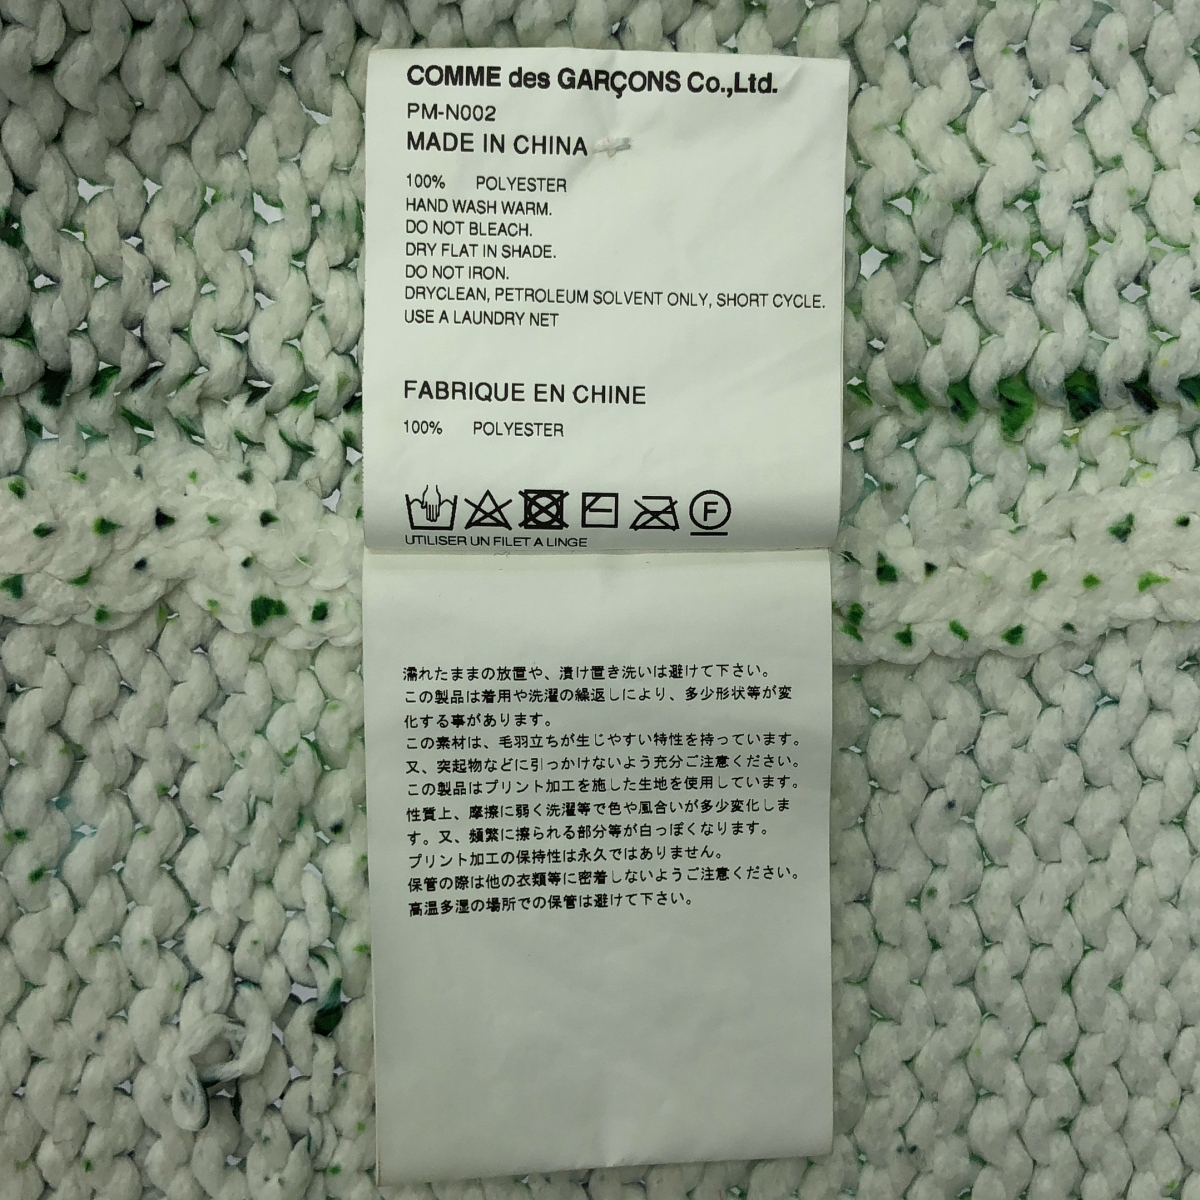 COMME des GARÇONS Co.,Ltd.
PM-N002
MADE IN CHINA
100% POLYESTER
HAND WASH WARM.
DO NOT BLEACH.
DRY FLAT IN SHADE.
DO NOT IRON.
DRYCLEAN, PETROLEUM SOLVENT ONLY, SHORT CYCLE.
USE A LAUNDRY NET
FABRIQUE EN CHINE
100% POLYESTER
F
UTILISER UN FILET A LINGE
濡れたままの放置や、漬け置き洗いは避けて下さい。
この製品は着用や洗濯の繰返しにより、多少形状等が変
化する事があります。
この素材は、毛羽立ちが生じやすい特性を持っています。
又、突起物などに引っかけないよう充分ご注意ください。
この製品はプリント加工を施した生地を使用しています。
性質上、摩擦に弱く洗濯等で色や風合いが多少変化しま
す。又、頻繁に擦られる部分等が白っぽくなります。
プリント加工の保持性は永久ではありません。
保管の際は他の衣類等に密着しないようご注意ください。
高温多湿の場所での保管は避けて下さい。